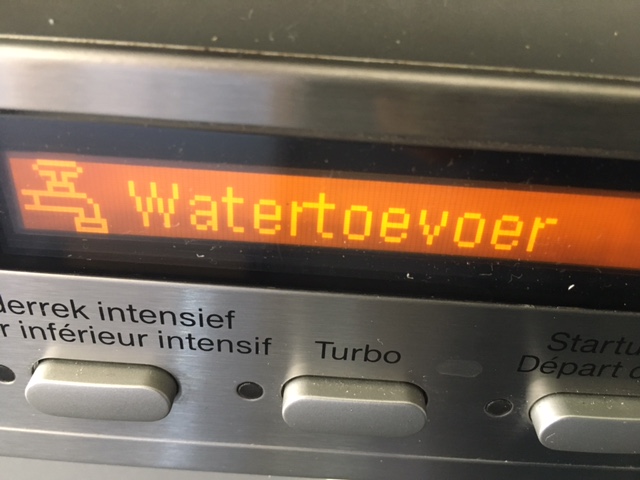 Watertoevoer
derrek intensief
r inférieur intensif
Turbo
Startu
Départ d